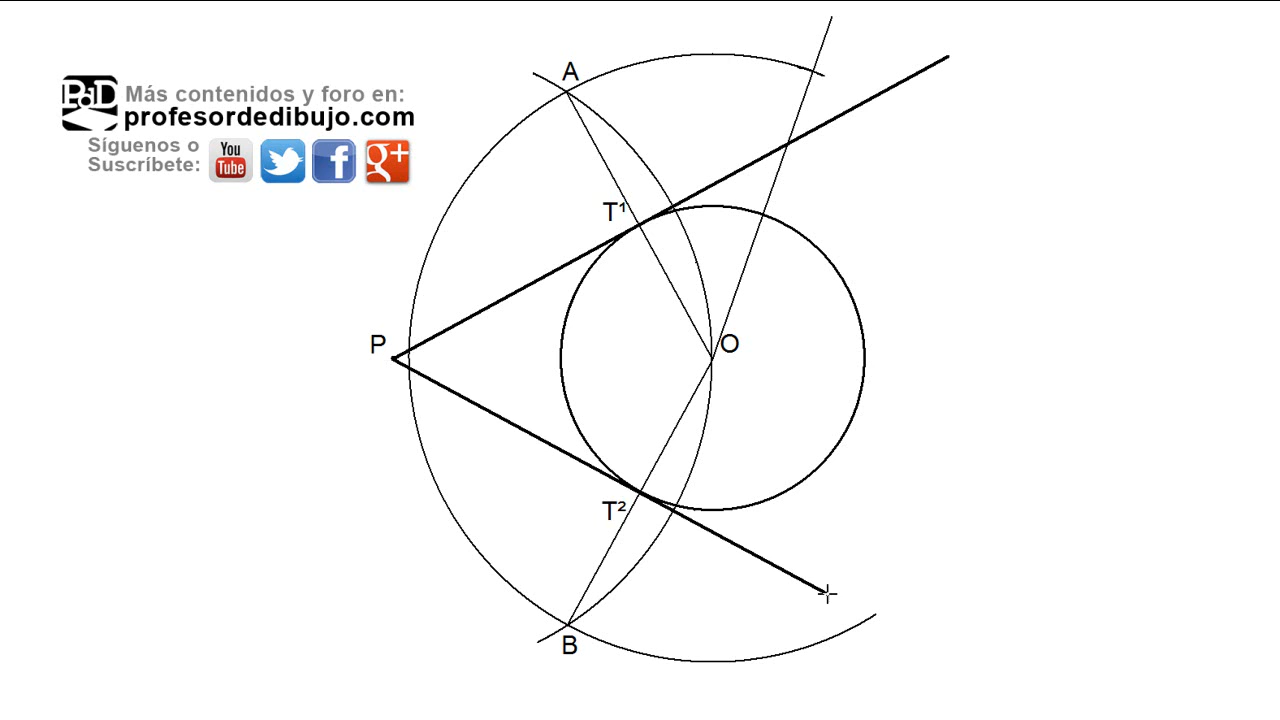 PdD
Más contenidos y foro en:
profesordedibujo.com
Síguenos o
Suscríbete:
You
Tube
f
g+
A
T¹
P
O
T²
B